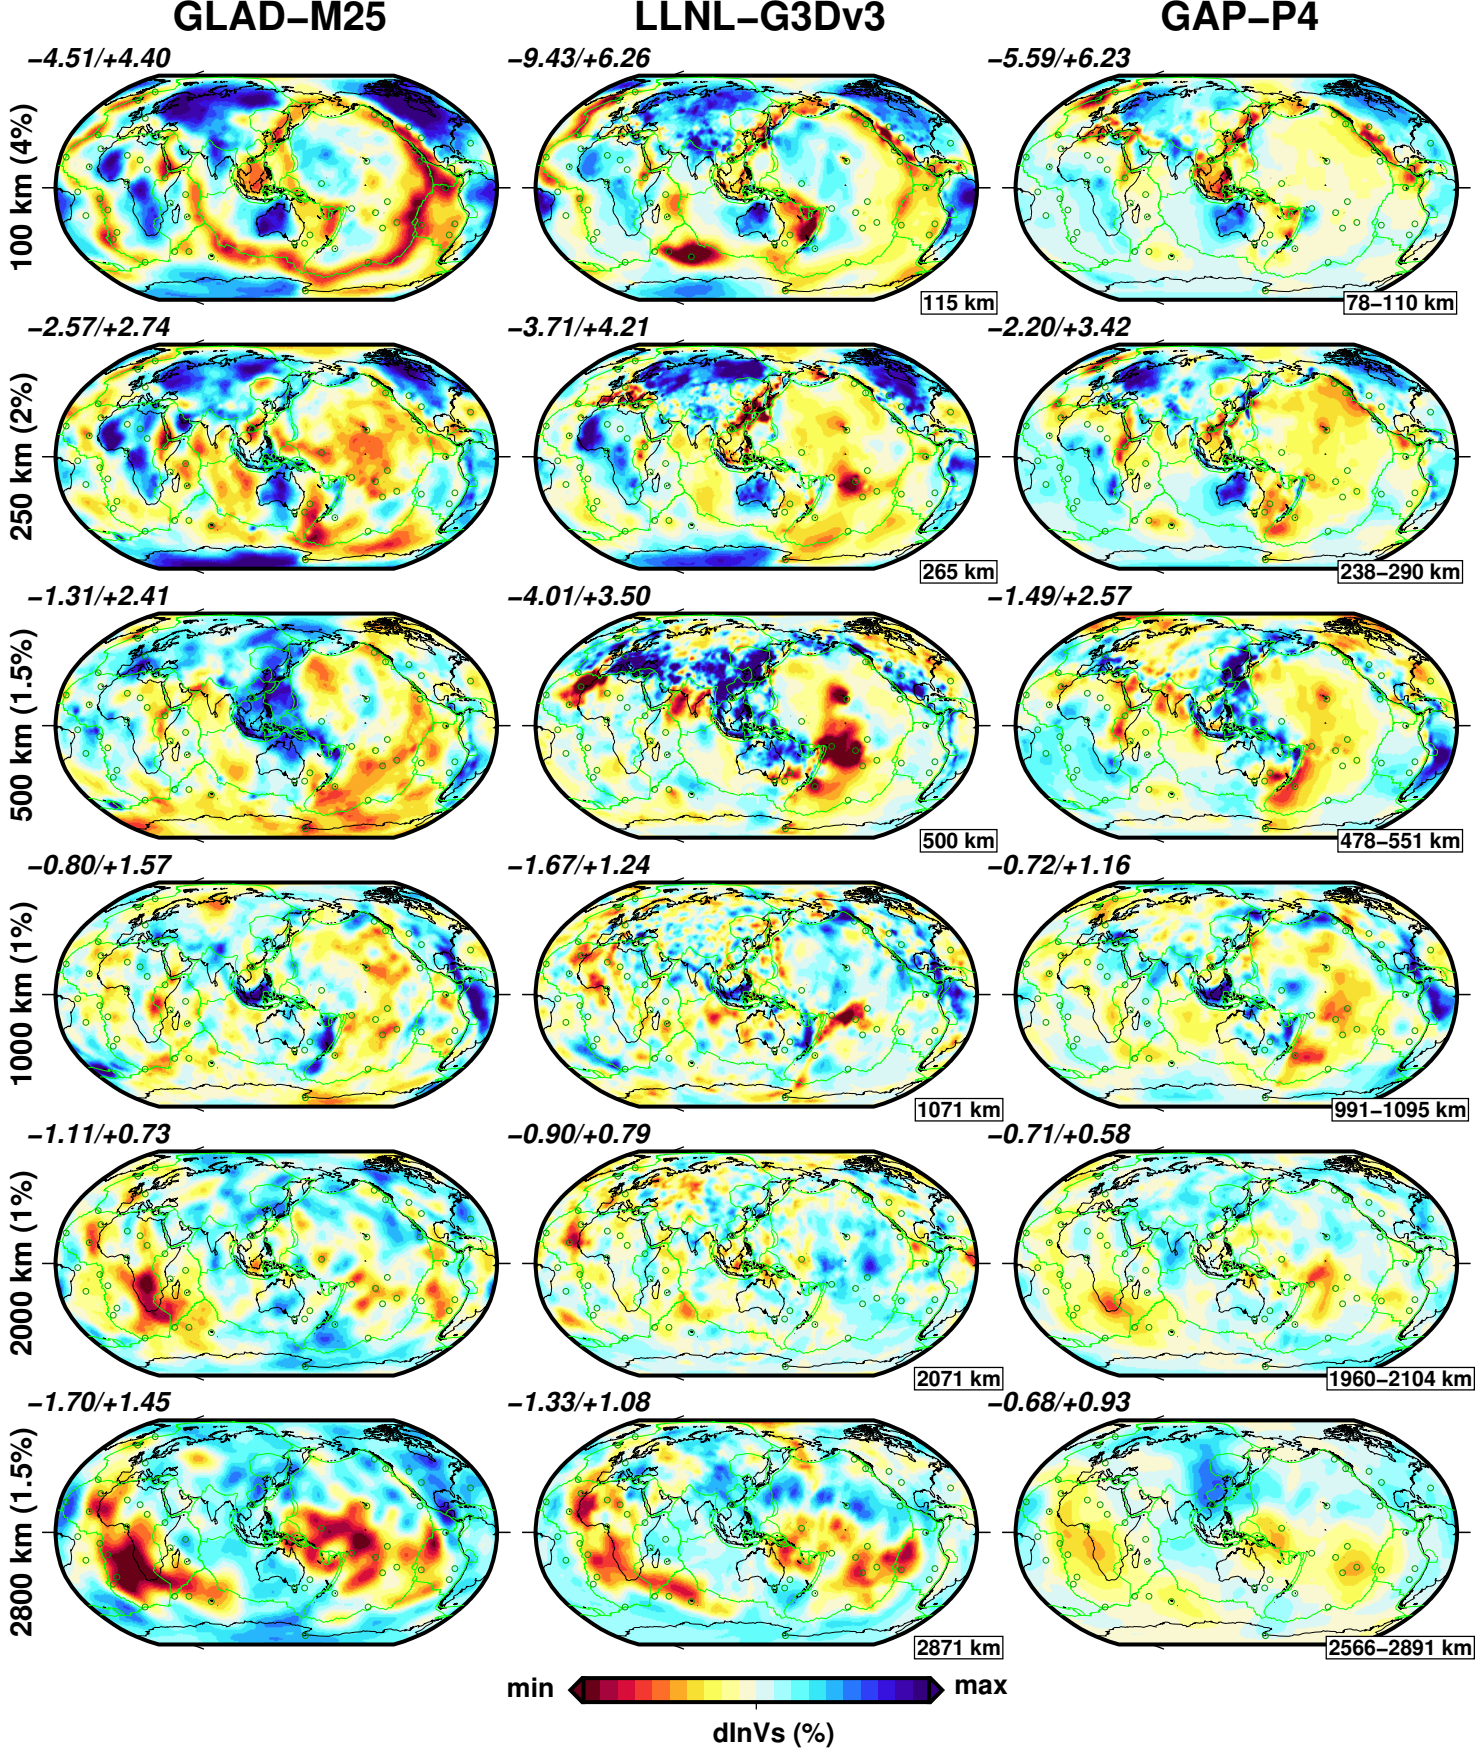 GLAD–M25 LLNL–G3Dv3 GAP–P4
–4.51/+4.40 –9.43/+6.26 –5.59/+6.23
100 km (4%)
115 km 78–110 km
–2.57/+2.74 –3.71/+4.21 –2.20/+3.42
250 km (2%)
265 km 238–290 km
–1.31/+2.41 –4.01/+3.50 –1.49/+2.57
500 km (1.5%)
500 km 478–551 km
–0.80/+1.57 –1.67/+1.24 –0.72/+1.16
1000 km (1%)
1071 km 991–1095 km
–1.11/+0.73 –0.90/+0.79 –0.71/+0.58
2000 km (1%)
2071 km 1960–2104 km
–1.70/+1.45 –1.33/+1.08 –0.68/+0.93
2800 km (1.5%)
2871 km 2566–2891 km
min max
dlnVs (%)